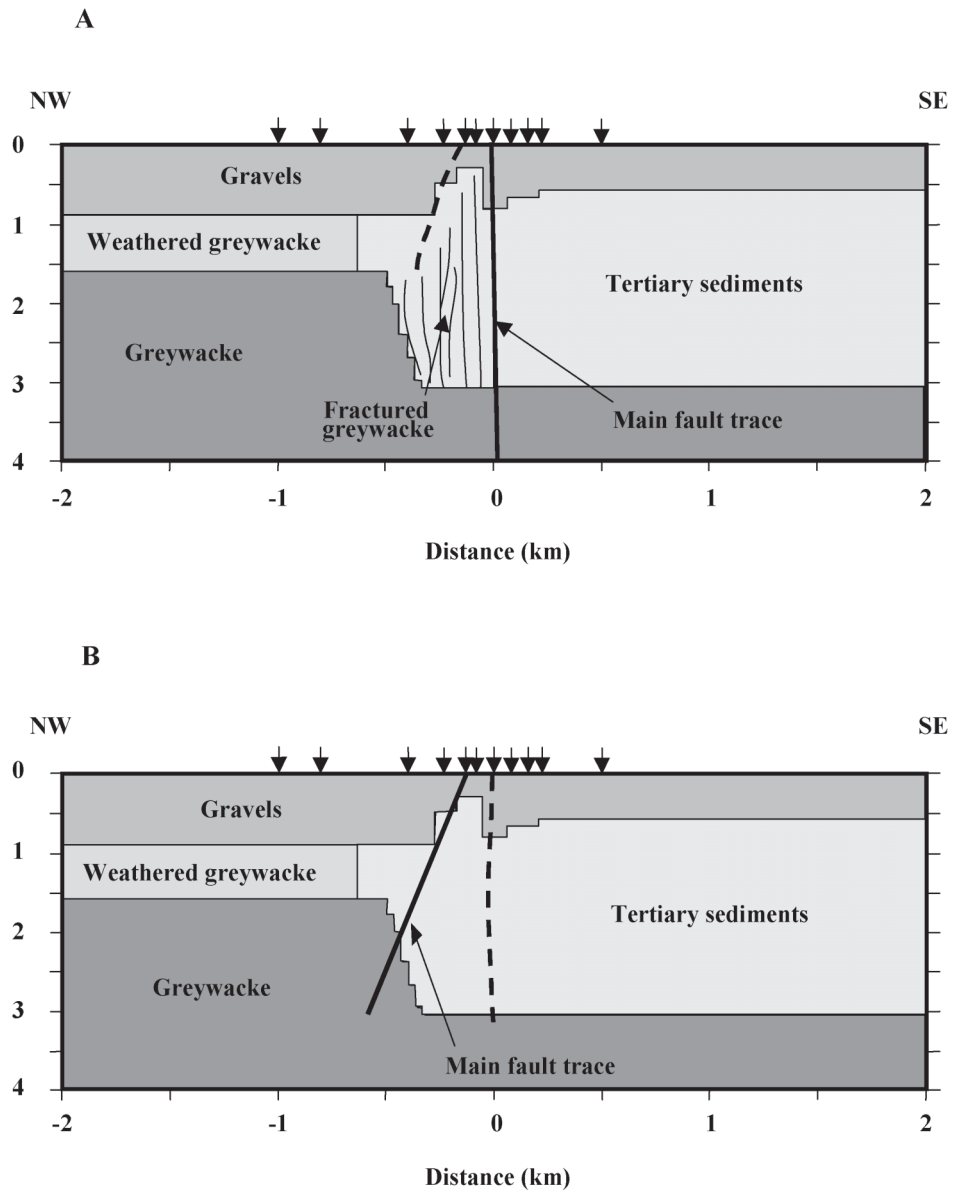 A
NW
SE
0
Gravels
1
Weathered greywacke
Tertiary sediments
2
Greywacke
3
Fractured
greywacke
Main fault trace
4
-2
-1
0
1
2
Distance (km)
B
NW
SE
0
Gravels
1
Weathered greywacke
Tertiary sediments
2
Greywacke
3
Main fault trace
4
-2
-1
0
1
2
Distance (km)